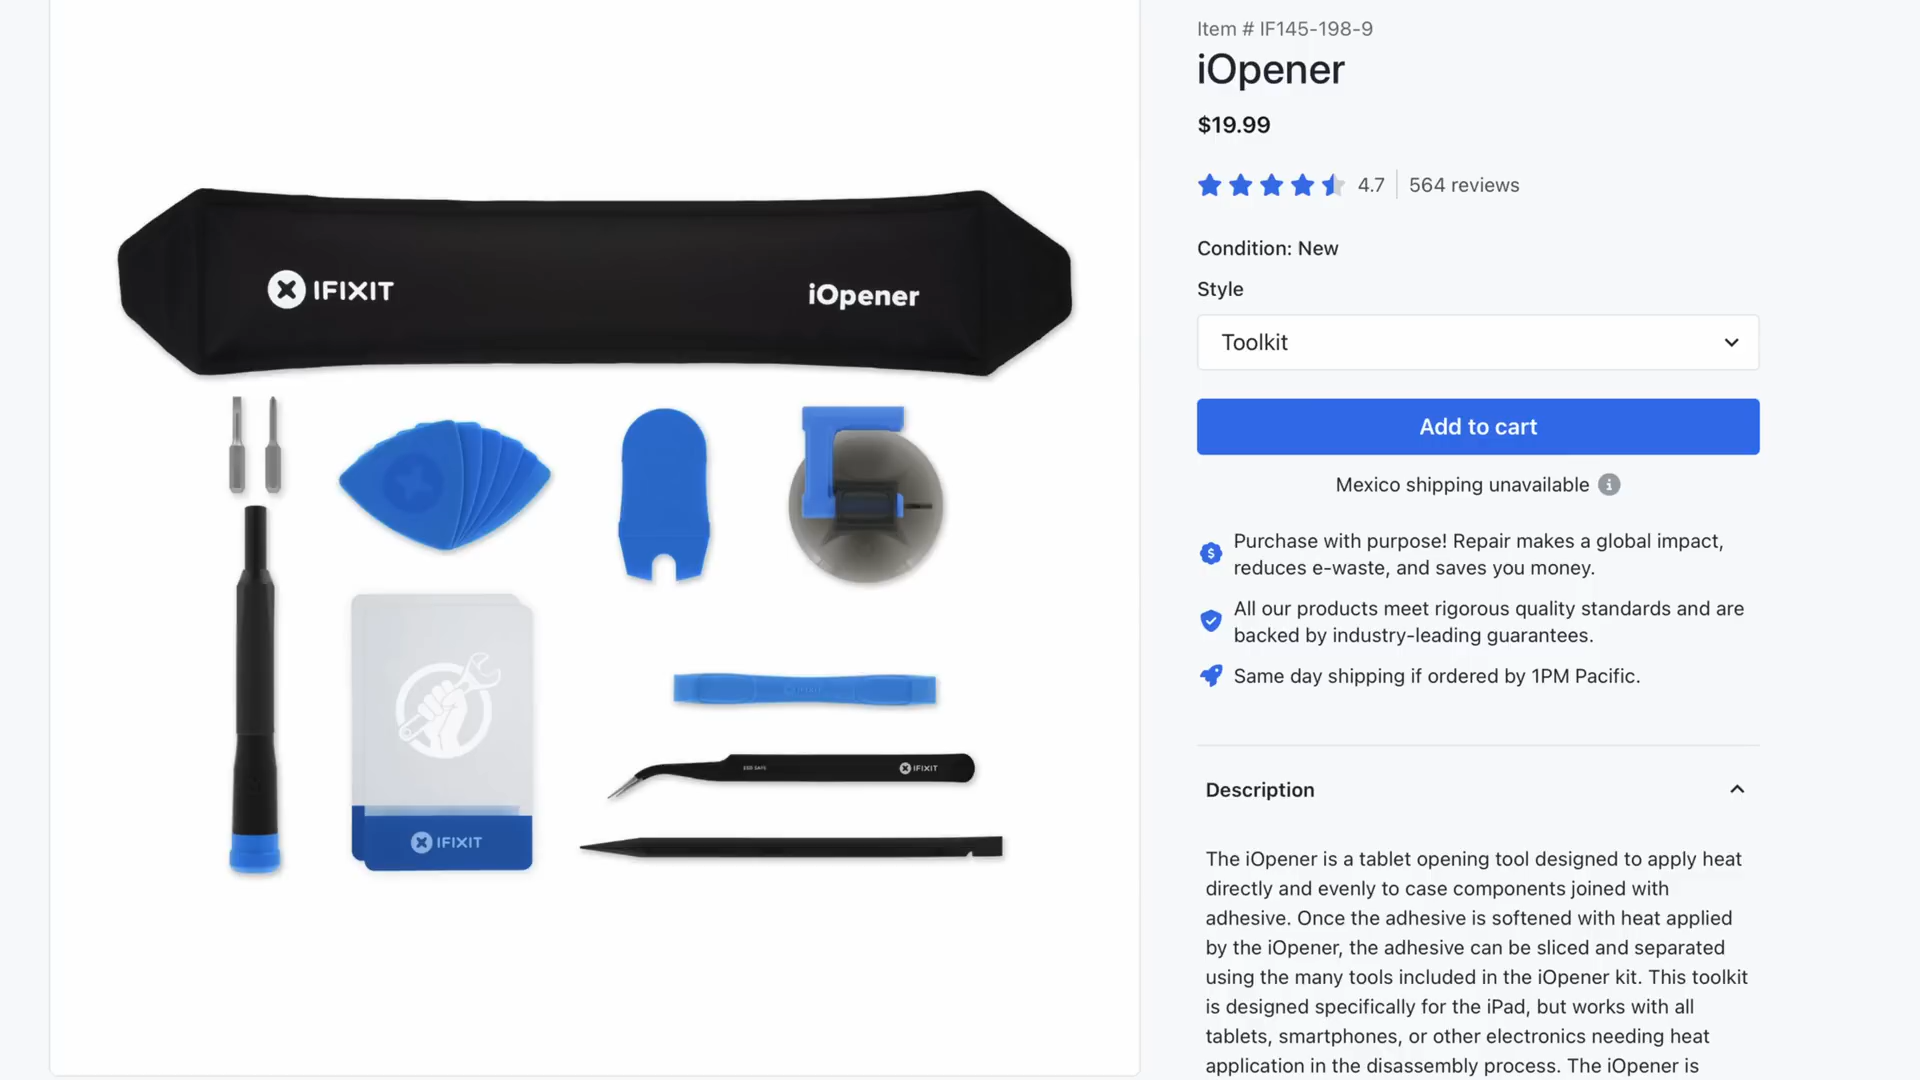 IFIXIT
iOpener
IFIXIT
ESD SAFE
IFIXIT
Item # IF145-198-9
iOpener
$19.99
4.7
564 reviews
Condition: New
Style
Toolkit
Add to cart
Mexico shipping unavailable
Purchase with purpose! Repair makes a global impact,
reduces e-waste, and saves you money.
All our products meet rigorous quality standards and are
backed by industry-leading guarantees.
Same day shipping if ordered by 1PM Pacific.
Description
The iOpener is a tablet opening tool designed to apply heat
directly and evenly to case components joined with
adhesive. Once the adhesive is softened with heat applied
by the iOpener, the adhesive can be sliced and separated
using the many tools included in the iOpener kit. This toolkit
is designed specifically for the iPad, but works with all
tablets, smartphones, or other electronics needing heat
application in the disassembly process. The iOpener is